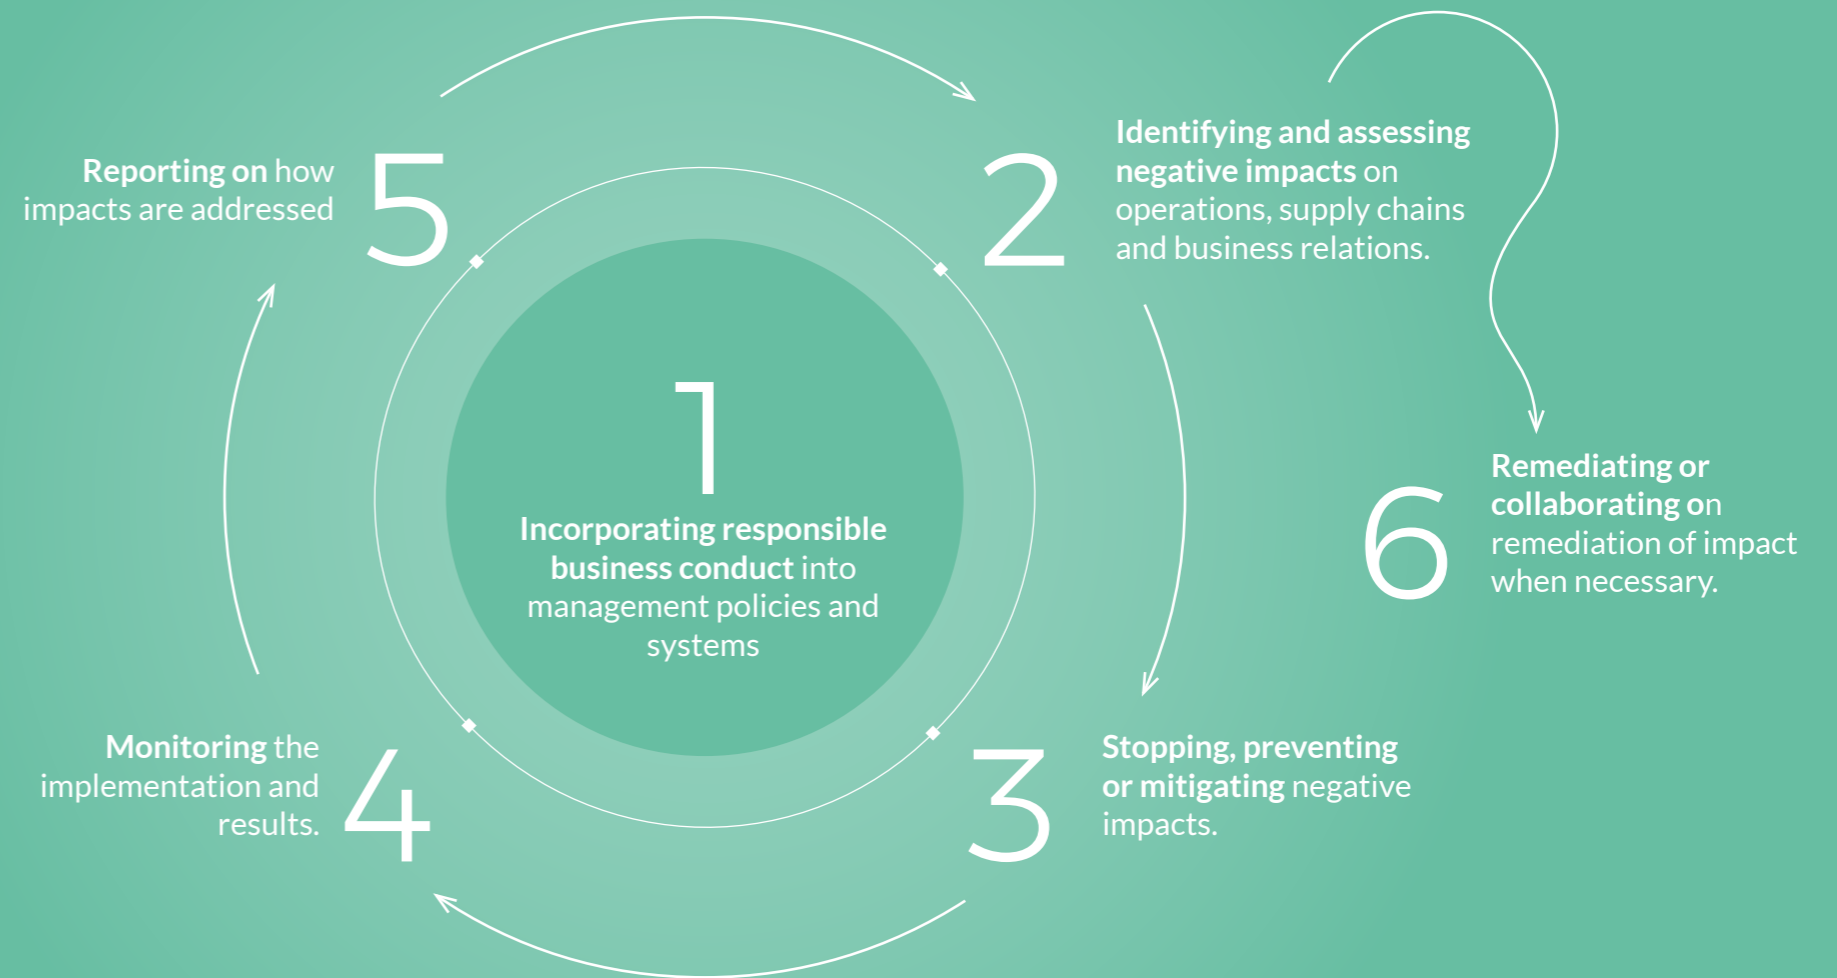 1
Incorporating responsible
business conduct into
management policies and
systems
2
Identifying and assessing
negative impacts on
operations, supply chains
and business relations.
3
Stopping, preventing
or mitigating negative
impacts.
4
Monitoring the
implementation and
results.
5
Reporting on how
impacts are addressed
6
Remediating or
collaborating on
remediation of impact
when necessary.